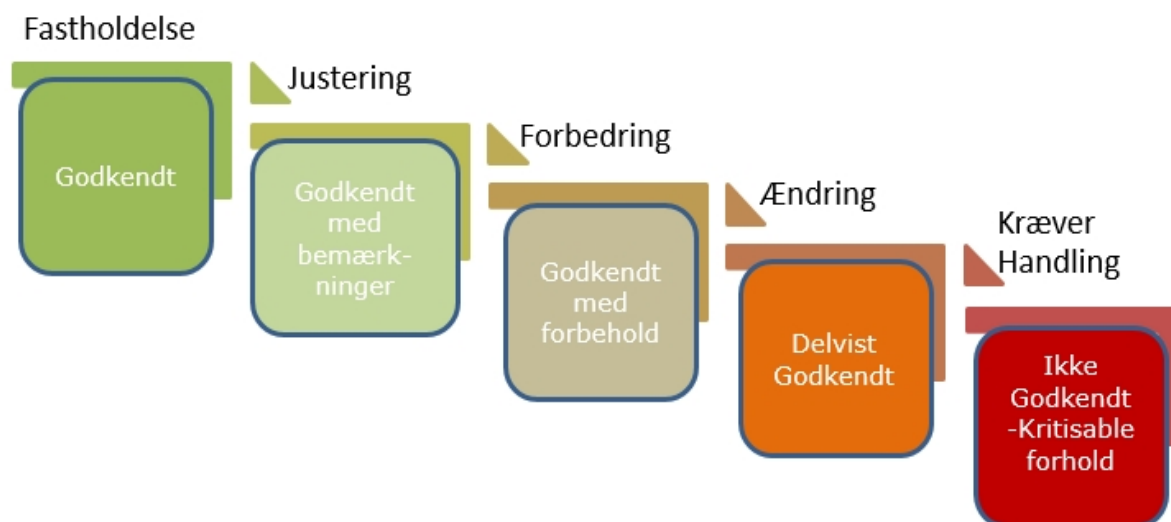 Fastholdelse
Godkendt
Justering
Godkendt
med
bemærk-
ninger
Forbedring
Godkendt
med
forbehold
Ændring
Delvist
Godkendt
Kræver
Handling
Ikke
Godkendt
-Kritisable
forhold